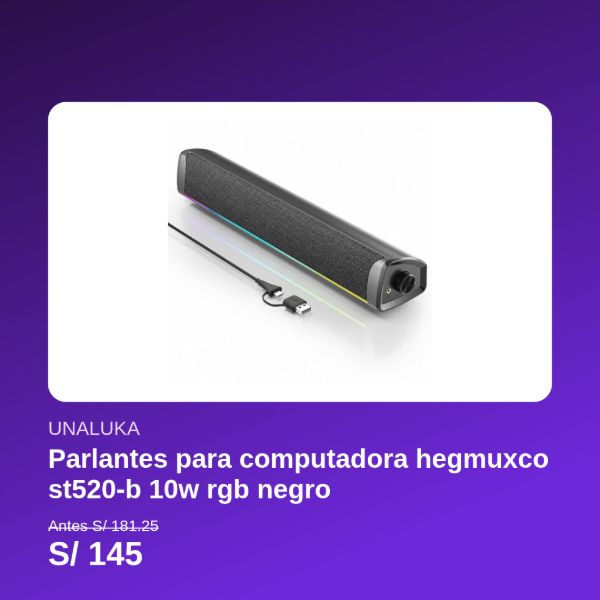 UNALUKA
Parlantes para computadora hegmuxco
st520-b 10w rgb negro
Antes S/ 181.25
S/ 145